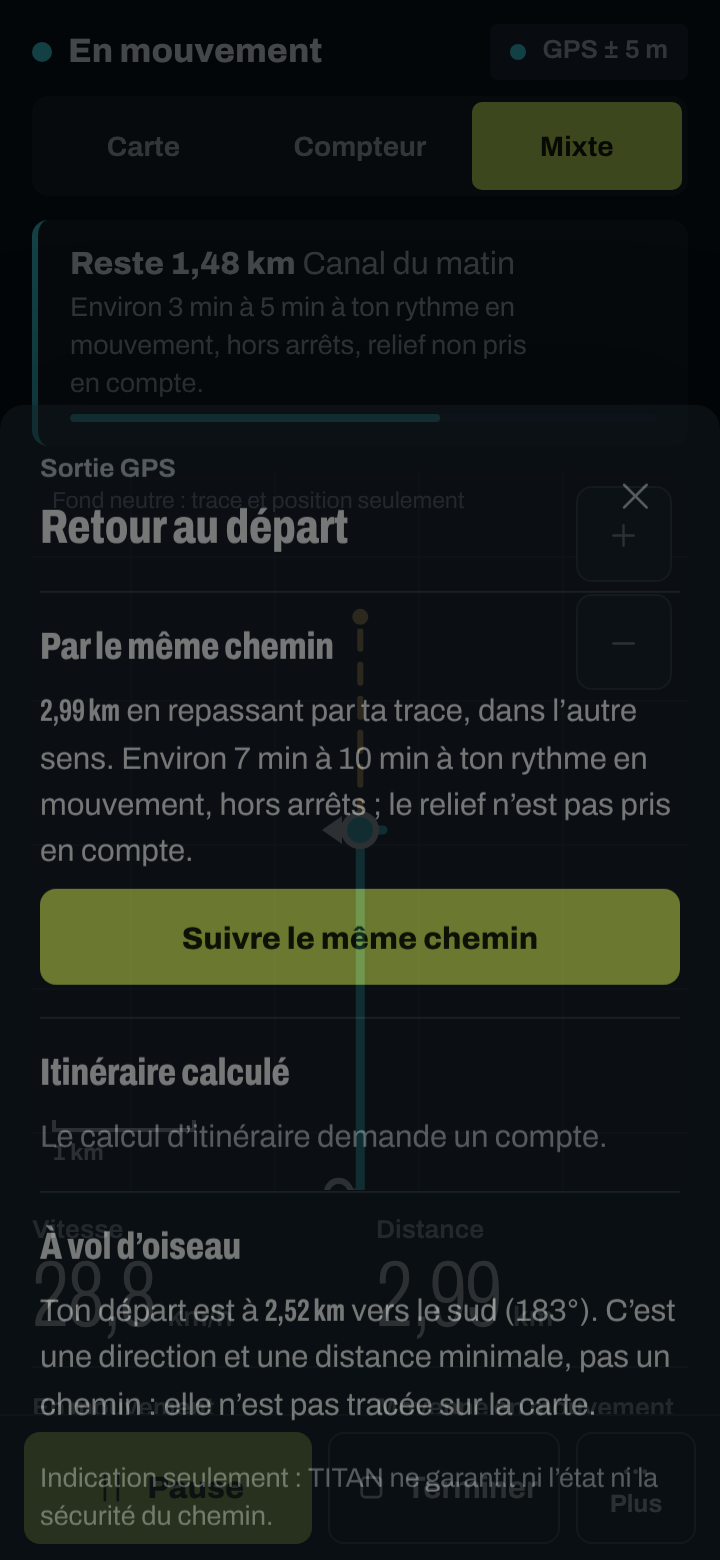 En mouvement
GPS ± 5 m
Carte
Compteur
Mixte
Reste 1,48 km Canal du matin
Environ 3 min à 5 min à ton rythme en
mouvement, hors arrêts, relief non pris
en compte.
Sortie GPS
Fond neutre : trace et position seulement
Retour au départ
+
−
Par le même chemin
2,99 km en repassant par ta trace, dans l’autre
sens. Environ 7 min à 10 min à ton rythme en
mouvement, hors arrêts ; le relief n’est pas pris
en compte.
Suivre le même chemin
Itinéraire calculé
Le calcul d’itinéraire demande un compte.
1 km
Vitesse
Distance
À vol d’oiseau
28,8 km/h
2,99 km
Ton départ est à 2,52 km vers le sud (183°). C’est
une direction et une distance minimale, pas un
chemin : elle n’est pas tracée sur la carte.
Pause
Terminer
Plus
Indication seulement : TITAN ne garantit ni l’état ni la
sécurité du chemin.